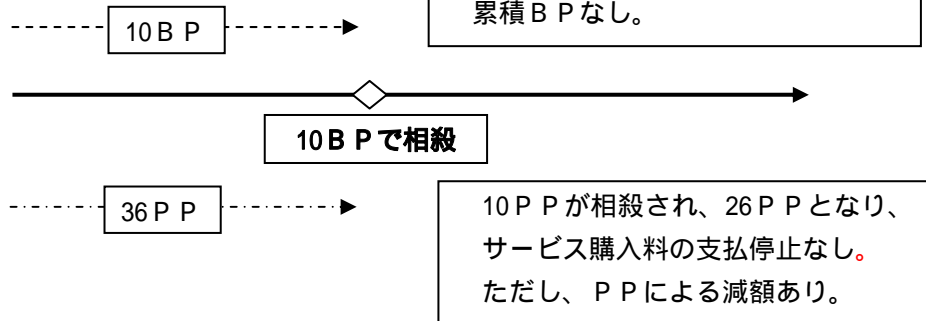 累積ＢＰなし。
10ＢＰ
10ＢＰで相殺
36ＰＰ
10ＰＰが相殺され、26ＰＰとなり、
サービス購入料の支払停止なし。
ただし、ＰＰによる減額あり。